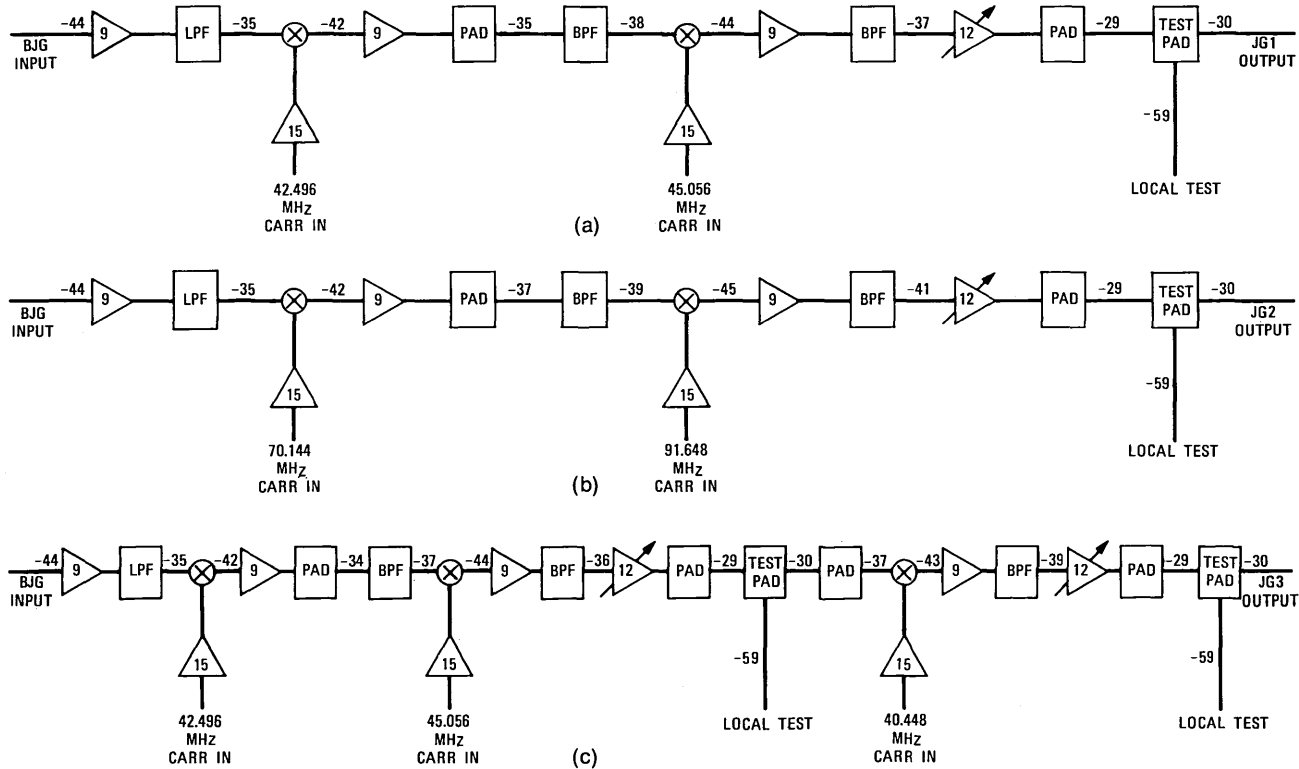 -44 -35 -42 -35 -38 -44 -37 -29 -30
BJG INPUT 9 LPF 9 PAD BPF 9 BPF 12 PAD TEST PAD JG1 OUTPUT
15 15 -59
42.496 MHz CARR IN 45.056 MHz CARR IN LOCAL TEST
(a)
-44 -35 -42 -37 -39 -45 -41 -29 -30
BJG INPUT 9 LPF 9 PAD BPF 9 BPF 12 PAD TEST PAD JG2 OUTPUT
15 15 -59
70.144 MHz CARR IN 91.648 MHz CARR IN LOCAL TEST
(b)
-44 -35 -42 -34 -37 -44 -36 -29 -30 -37 -43 -39 -29 -30
BJG INPUT 9 LPF 9 PAD BPF 9 BPF 12 PAD TEST PAD PAD 9 BPF 12 PAD TEST PAD JG3 OUTPUT
15 15 -59 15 -59
42.496 MHz CARR IN 45.056 MHz CARR IN LOCAL TEST 40.448 MHz CARR IN LOCAL TEST
(c)